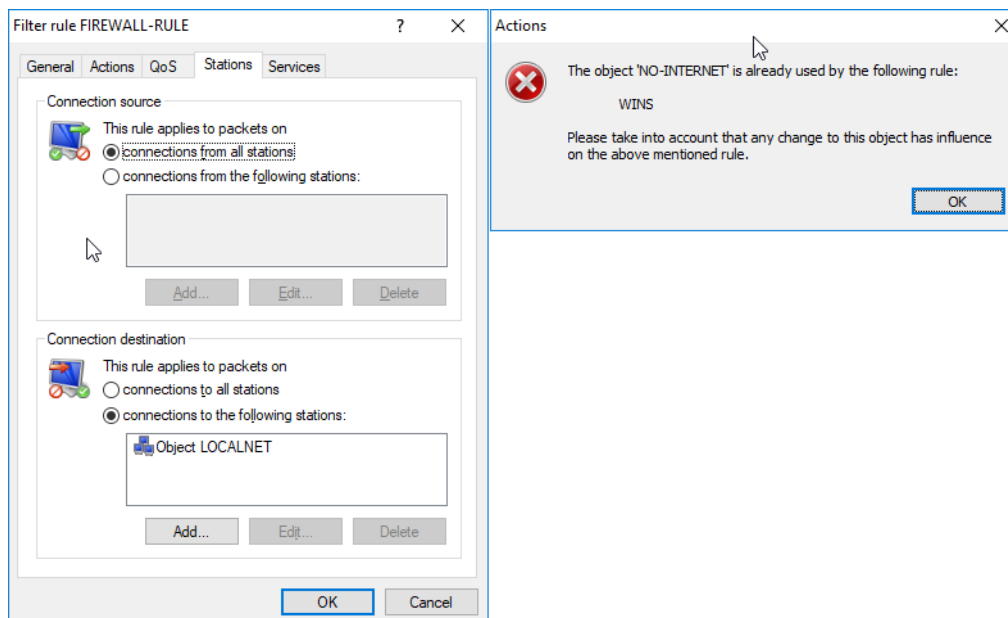 Filter rule FIREWALL-RULE
?
General
Actions
QoS
Stations
Services
Connection source
This rule applies to packets on
connections from all stations
connections from the following stations:
Add...
Edit...
Delete
Connection destination
This rule applies to packets on
connections to all stations
connections to the following stations:
Object LOCALNET
Add...
Edit...
Delete
OK
Cancel
Actions
The object 'NO-INTERNET' is already used by the following rule:
WINS
Please take into account that any change to this object has influence
on the above mentioned rule.
OK